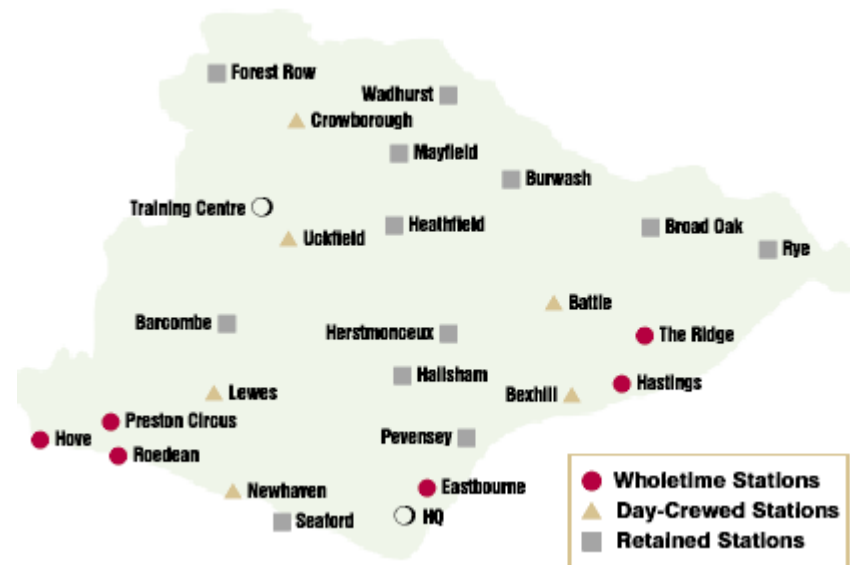 Forest Row
Wadhurst
Crowborough
Mayfield
Burwash
Training Centre
Heathfield
Broad Oak
Uckfield
Rye
Battle
Barcombe
Herstmonceux
The Ridge
Hailsham
Hastings
Lewes
Bexhill
Preston Circus
Hove
Pevensey
Roedean
Newhaven
Eastbourne
Seaford
HQ
Wholetime Stations
Day-Crewed Stations
Retained Stations